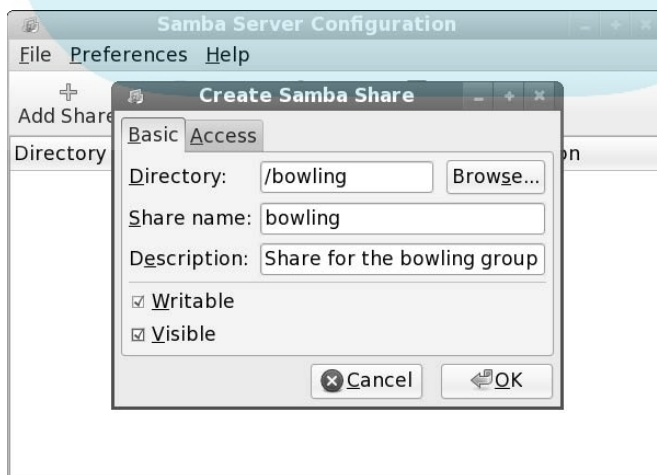 Samba Server Configuration
File Preferences Help
Add Share
Create Samba Share
Directory
on
Basic Access
Directory: /bowling Browse...
Share name: bowling
Description: Share for the bowling group
Writable
Visible
Cancel OK